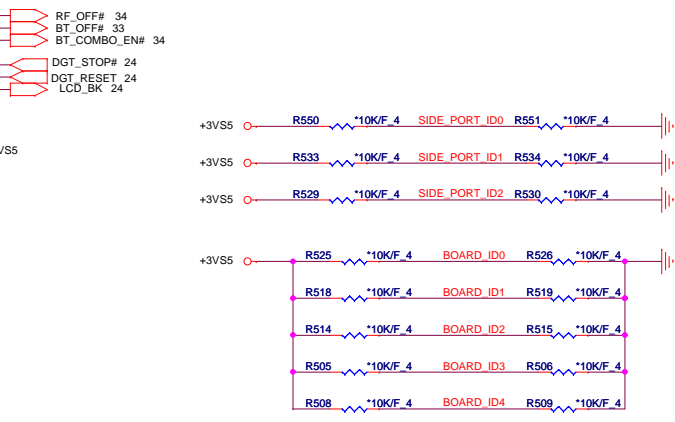 RF_OFF# 34
BT_OFF# 33
BT_COMBO_EN# 34
DGT_STOP# 24
DGT_RESET 24
LCD_BK 24
+3VS5 R550 *10K/F_4 SIDE_PORT_ID0 R551 *10K/F_4
VS5
+3VS5 R533 *10K/F_4 SIDE_PORT_ID1 R534 *10K/F_4
+3VS5 R529 *10K/F_4 SIDE_PORT_ID2 R530 *10K/F_4
+3VS5 R525 *10K/F_4 BOARD_ID0 R526 *10K/F_4
R518 *10K/F_4 BOARD_ID1 R519 *10K/F_4
R514 *10K/F_4 BOARD_ID2 R515 *10K/F_4
R505 *10K/F_4 BOARD_ID3 R506 *10K/F_4
R508 *10K/F_4 BOARD_ID4 R509 *10K/F_4